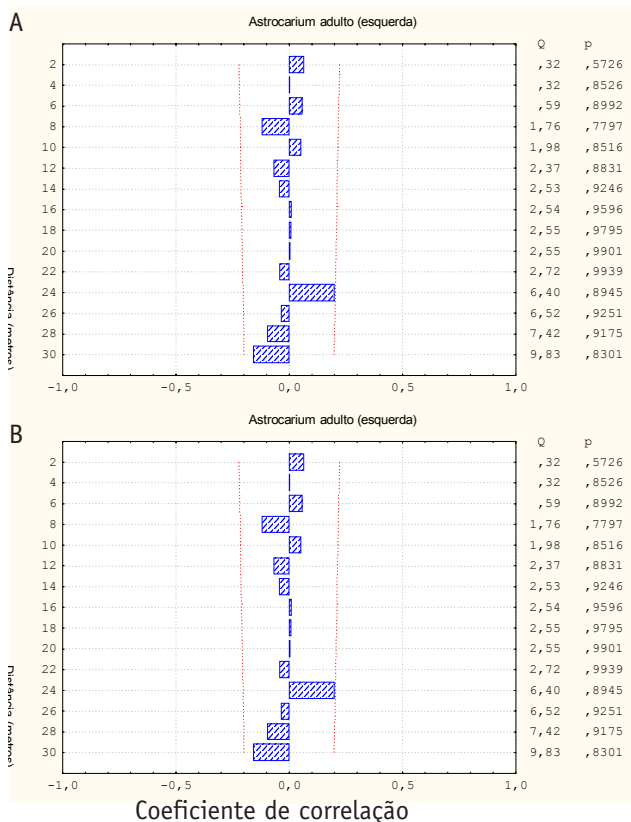 A
Astrocarium adulto (esquerda)
Q p
2 ,32 ,5726
4 ,32 ,8526
6 ,59 ,8992
8 1,76 ,7797
10 1,98 ,8516
12 2,37 ,8831
14 2,53 ,9246
16 2,54 ,9596
18 2,55 ,9795
20 2,55 ,9901
22 2,72 ,9939
24 6,40 ,8945
26 6,52 ,9251
28 7,42 ,9175
30 9,83 ,8301
Distância (metros)
-1,0 -0,5 0,0 0,5 1,0
B
Astrocarium adulto (esquerda)
Q p
2 ,32 ,5726
4 ,32 ,8526
6 ,59 ,8992
8 1,76 ,7797
10 1,98 ,8516
12 2,37 ,8831
14 2,53 ,9246
16 2,54 ,9596
18 2,55 ,9795
20 2,55 ,9901
22 2,72 ,9939
24 6,40 ,8945
26 6,52 ,9251
28 7,42 ,9175
30 9,83 ,8301
Distância (metros)
-1,0 -0,5 0,0 0,5 1,0
Coeficiente de correlação